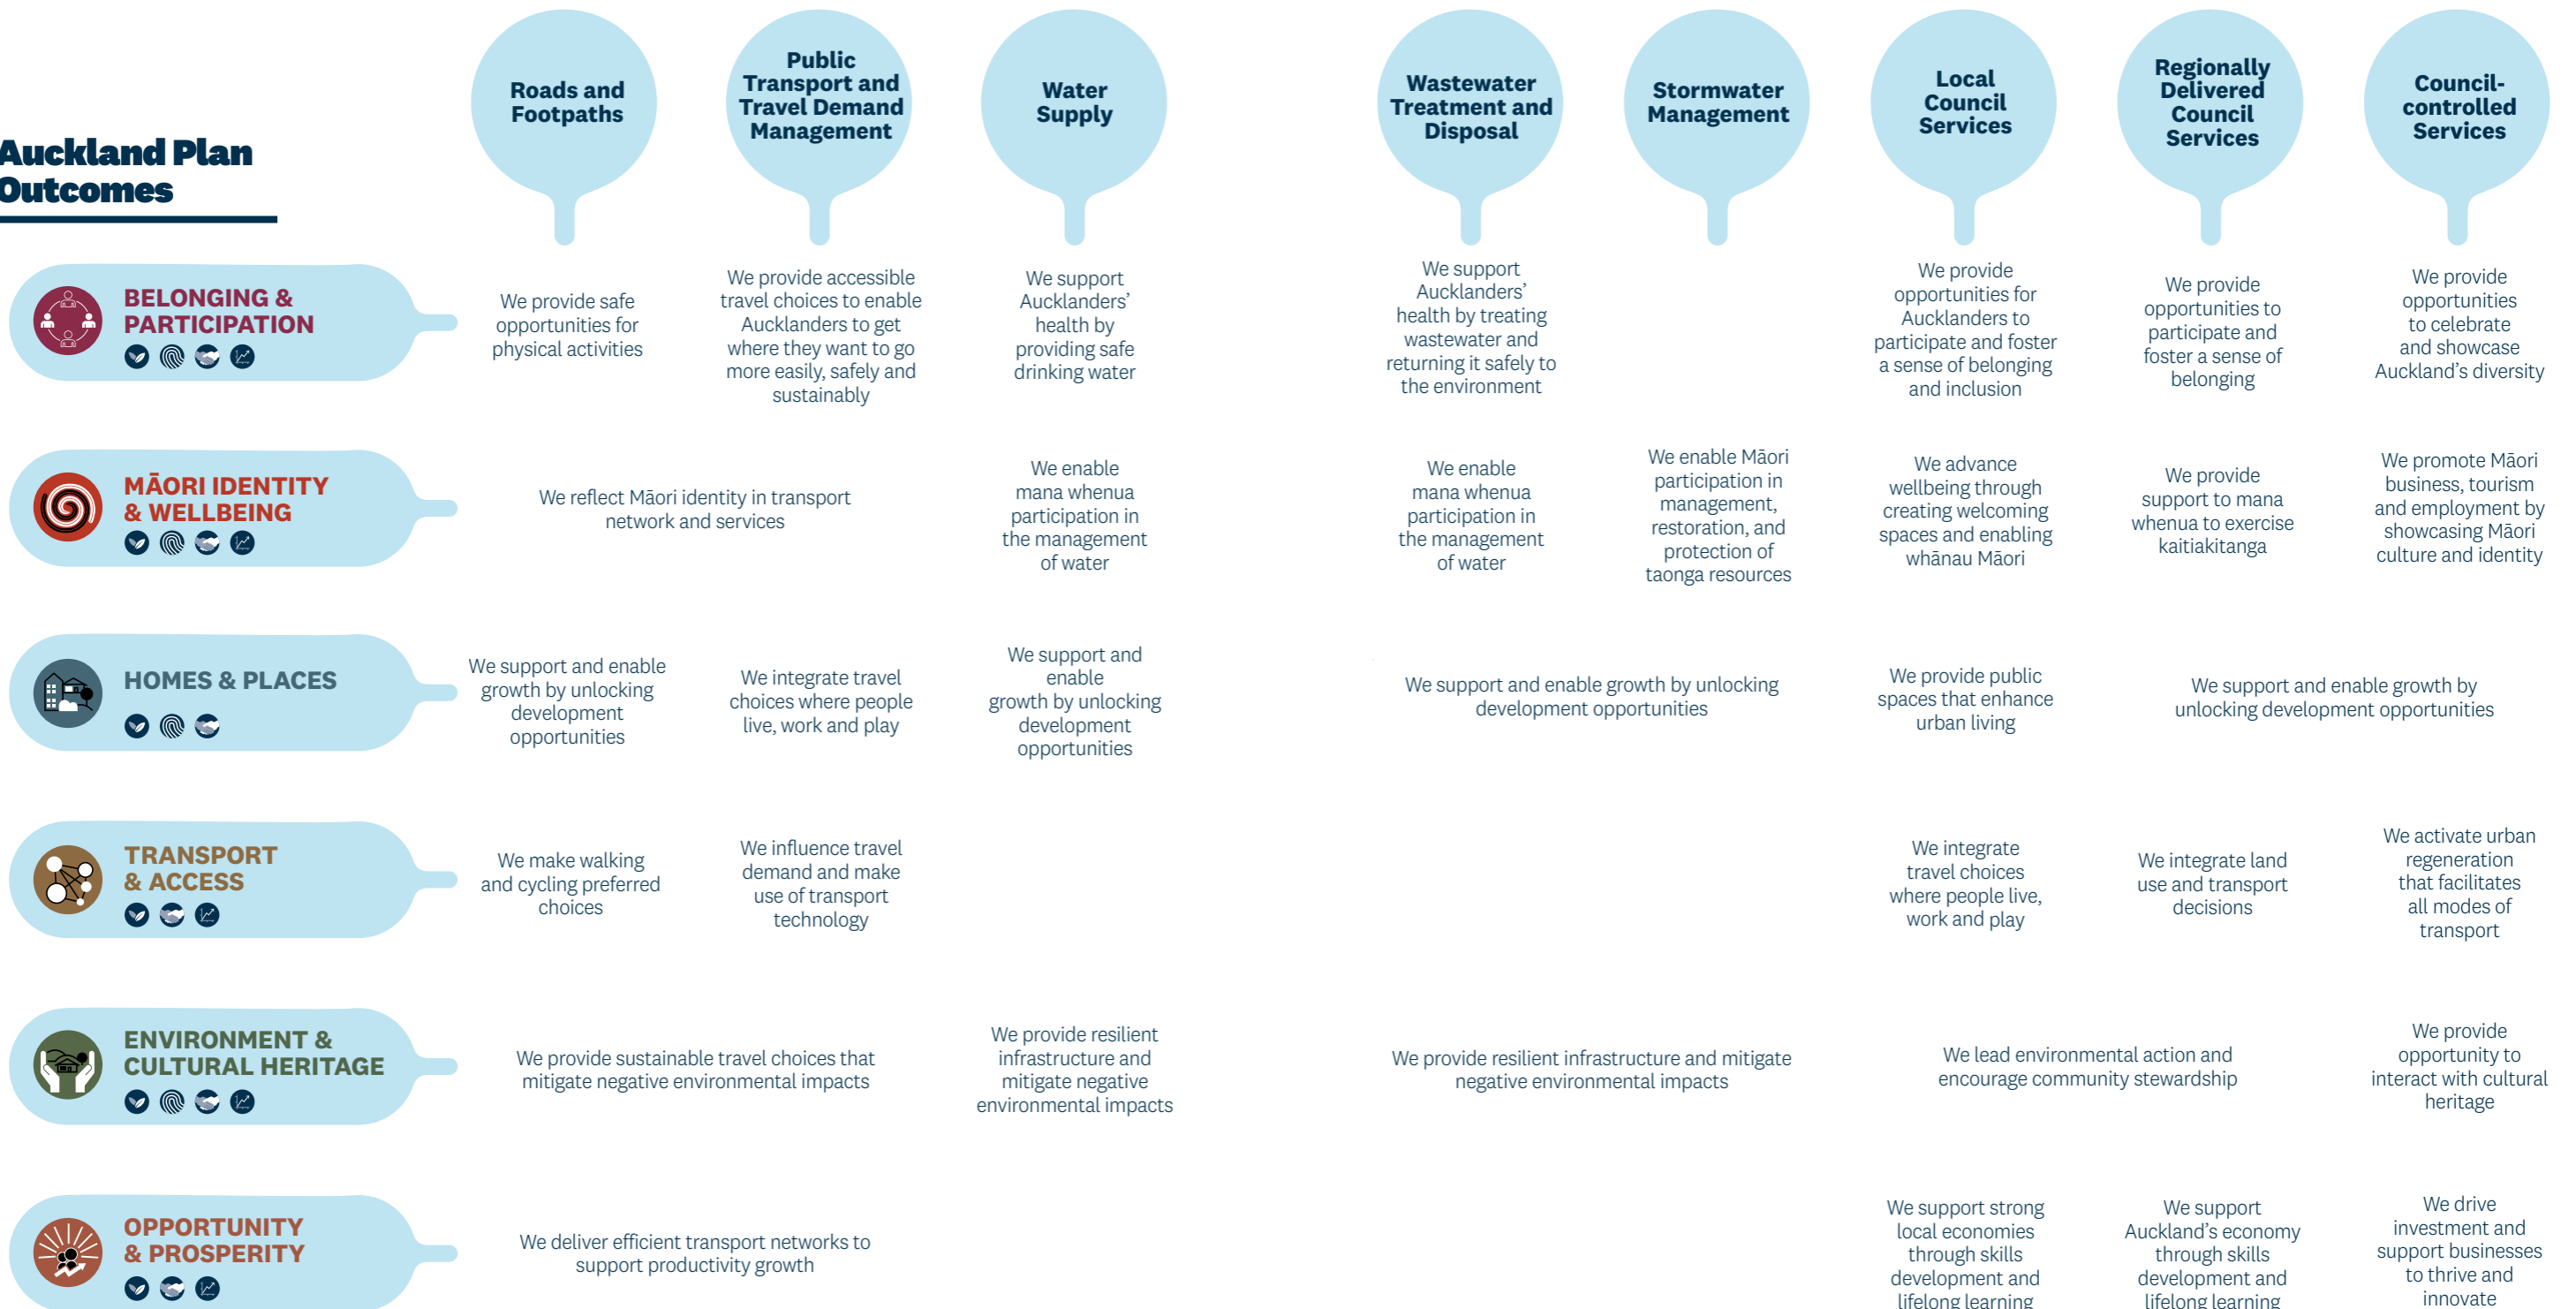 Auckland Plan
Outcomes
Roads and
Footpaths
Public
Transport and
Travel Demand
Management
Water
Supply
Wastewater
Treatment and
Disposal
Stormwater
Management
Local
Council
Services
Regionally
Delivered
Council
Services
Council-
controlled
Services
BELONGING &
PARTICIPATION
We provide safe
opportunities for
physical activities
We provide accessible
travel choices to enable
Aucklanders to get
where they want to go
more easily, safely and
sustainably
We support
Aucklanders’
health by
providing safe
drinking water
We support
Aucklanders’
health by treating
wastewater and
returning it safely to
the environment
We provide
opportunities for
Aucklanders to
participate and foster
a sense of belonging
and inclusion
We provide
opportunities to
participate and
foster a sense of
belonging
We provide
opportunities
to celebrate
and showcase
Auckland’s diversity
MĀORI IDENTITY
& WELLBEING
We reflect Māori identity in transport
network and services
We enable
mana whenua
participation in
the management
of water
We enable
mana whenua
participation in
the management
of water
We enable Māori
participation in
management,
restoration, and
protection of
taonga resources
We advance
wellbeing through
creating welcoming
spaces and enabling
whānau Māori
We provide
support to mana
whenua to exercise
kaitiakitanga
We promote Māori
business, tourism
and employment by
showcasing Māori
culture and identity
HOMES & PLACES
We support and enable
growth by unlocking
development
opportunities
We integrate travel
choices where people
live, work and play
We support and
enable
growth by unlocking
development
opportunities
We support and enable growth by unlocking
development opportunities
We provide public
spaces that enhance
urban living
We support and enable growth by
unlocking development opportunities
TRANSPORT
& ACCESS
We make walking
and cycling preferred
choices
We influence travel
demand and make
use of transport
technology
We integrate
travel choices
where people live,
work and play
We integrate land
use and transport
decisions
We activate urban
regeneration
that facilitates
all modes of
transport
ENVIRONMENT &
CULTURAL HERITAGE
We provide sustainable travel choices that
mitigate negative environmental impacts
We provide resilient
infrastructure and
mitigate negative
environmental impacts
We provide resilient infrastructure and mitigate
negative environmental impacts
We lead environmental action and
encourage community stewardship
We provide
opportunity to
interact with cultural
heritage
OPPORTUNITY
& PROSPERITY
We deliver efficient transport networks to
support productivity growth
We support strong
local economies
through skills
development and
lifelong learning
We support
Auckland’s economy
through skills
development and
lifelong learning
We drive
investment and
support businesses
to thrive and
innovate